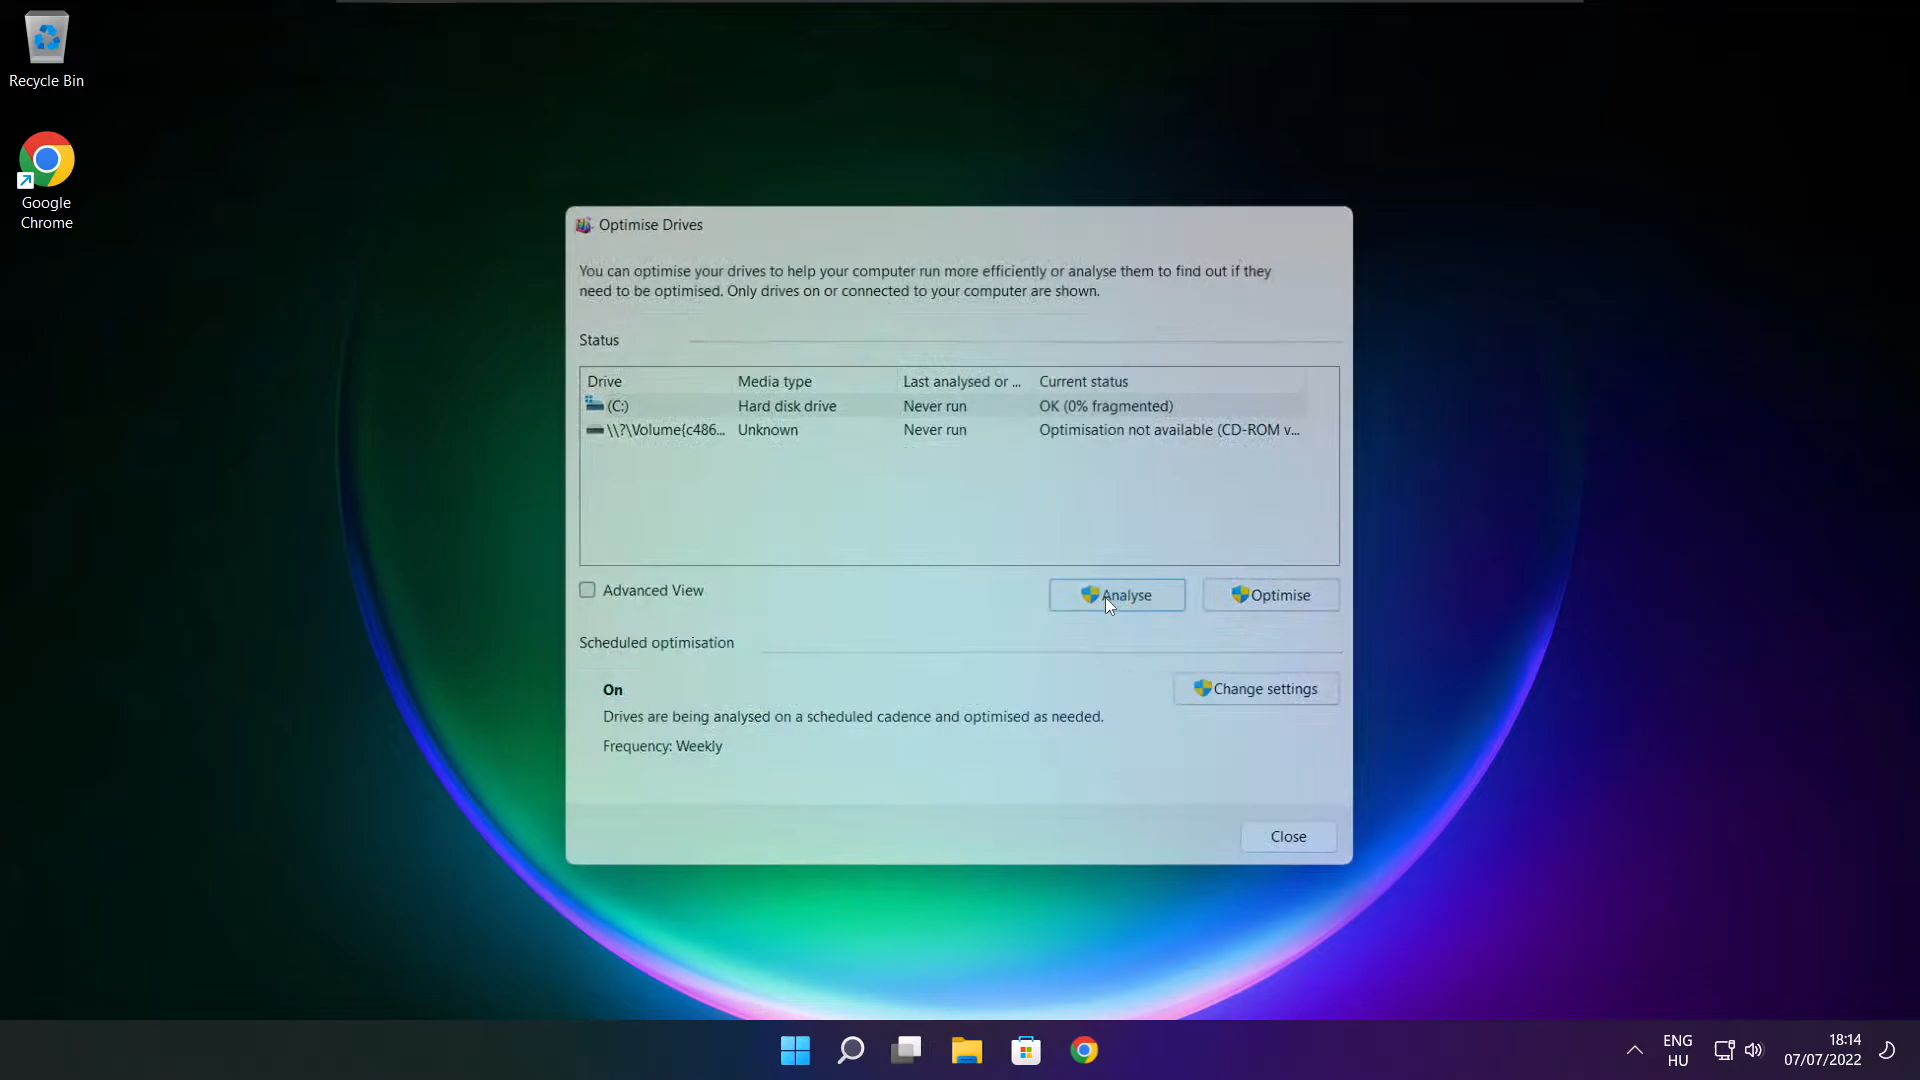 Recycle Bin
Google
Chrome
Optimise Drives
You can optimise your drives to help your computer run more efficiently or analyse them to find out if they
need to be optimised. Only drives on or connected to your computer are shown.
Status
Drive Media type Last analysed or ... Current status
(C:) Hard disk drive Never run OK (0% fragmented)
\\?\Volume{c486... Unknown Never run Optimisation not available (CD-ROM v...
Advanced View
Analyse Optimise
Scheduled optimisation
On
Change settings
Drives are being analysed on a scheduled cadence and optimised as needed.
Frequency: Weekly
Close
ENG
HU
18:14
07/07/2022